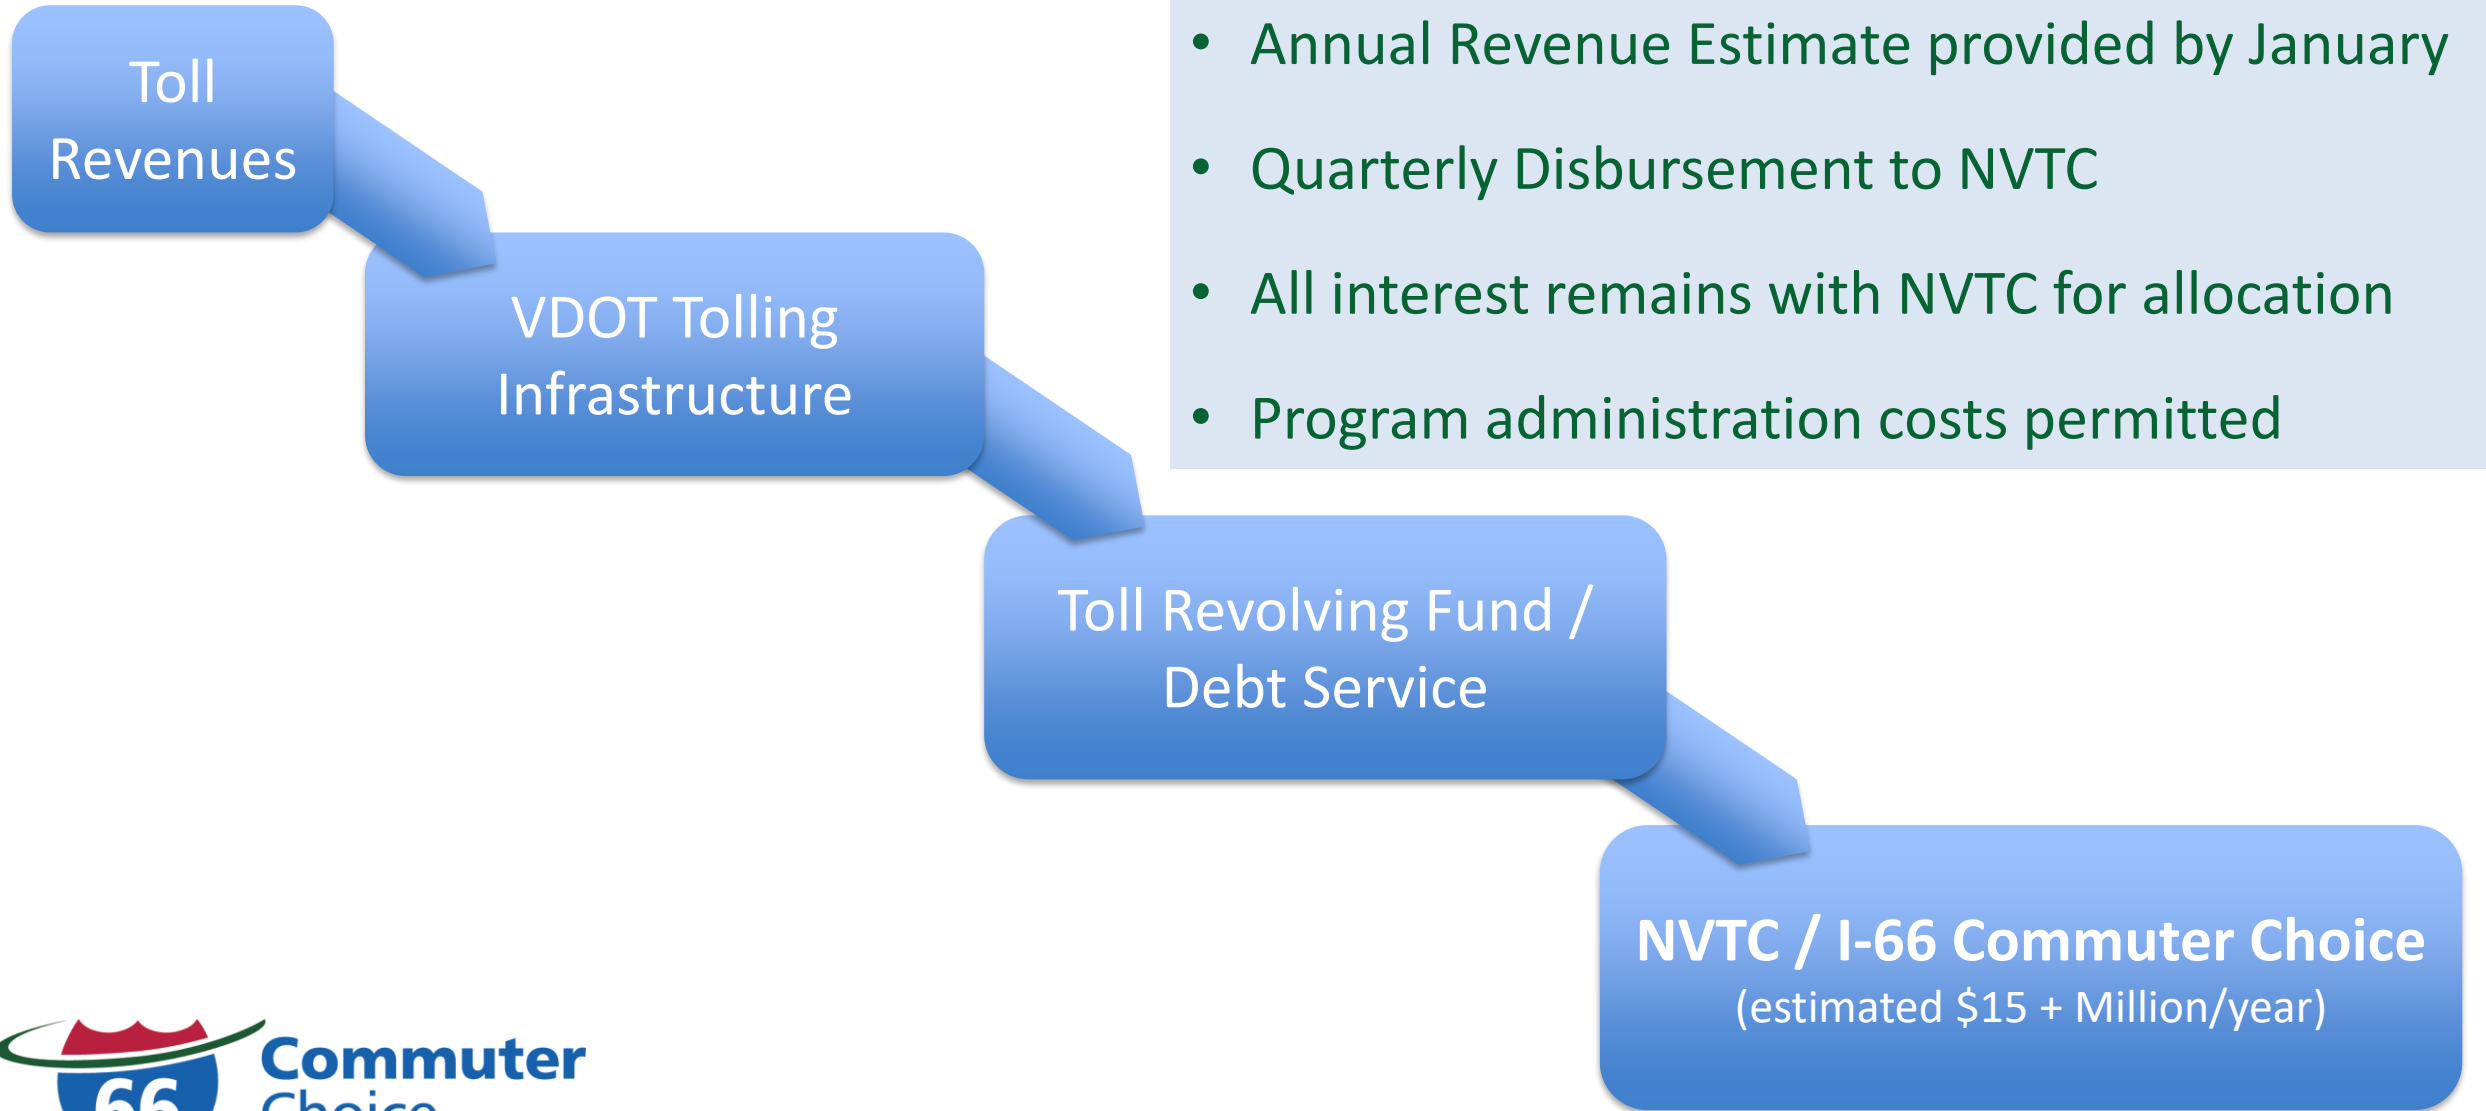 Toll
Revenues
• Annual Revenue Estimate provided by January
• Quarterly Disbursement to NVTC
• All interest remains with NVTC for allocation
• Program administration costs permitted
VDOT Tolling
Infrastructure
Toll Revolving Fund /
Debt Service
NVTC / I-66 Commuter Choice
(estimated $15 + Million/year)
66
Commuter
Choice